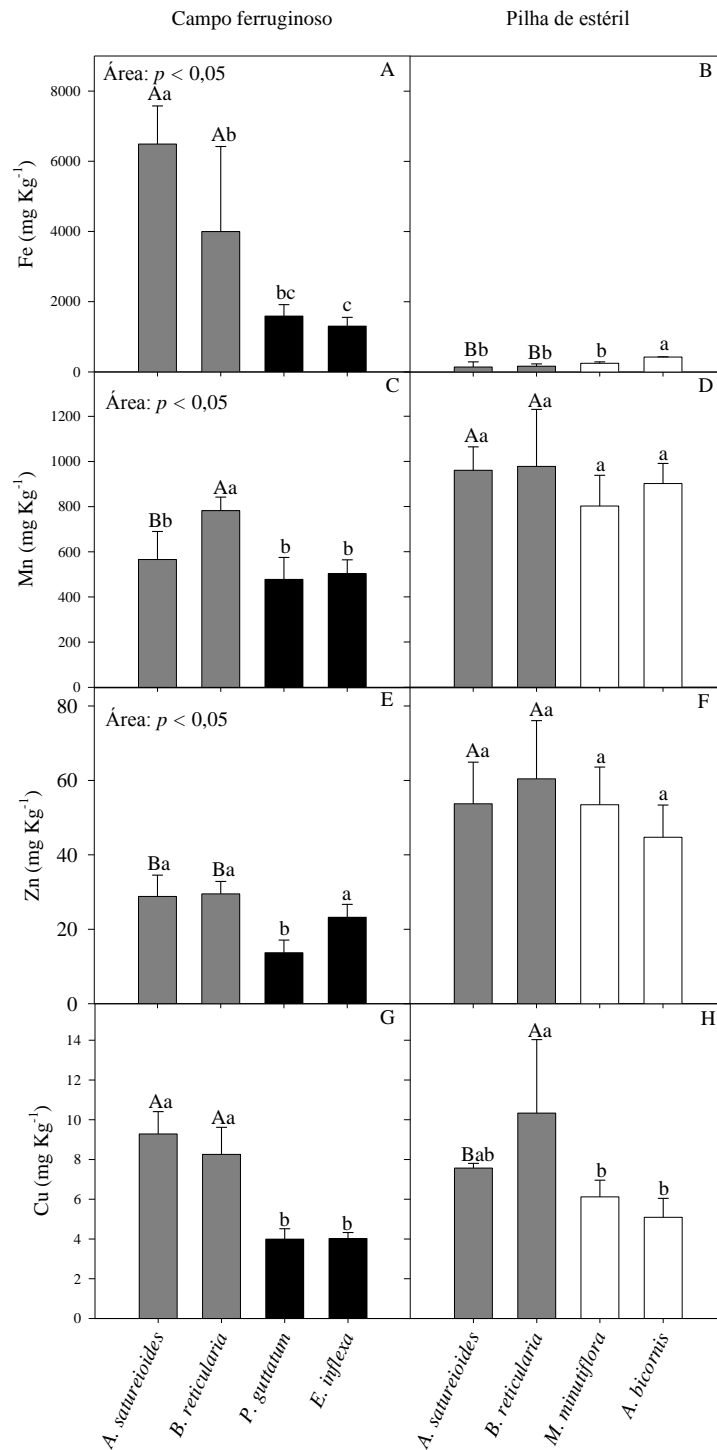 Campo ferruginoso Pilha de estéril
Área: p < 0,05 A B
8000
6000
4000
2000
0
Fe (mg Kg-1)
Aa Ab bc c
Bb Bb b a
Área: p < 0,05 C D
1200
1000
800
600
400
200
0
Mn (mg Kg-1)
Bb Aa b b
Aa Aa a a
Área: p < 0,05 E F
80
60
40
20
0
Zn (mg Kg-1)
Ba Ba b a
Aa Aa a a
G H
14
12
10
8
6
4
2
0
Cu (mg Kg-1)
Aa Aa b b
Bab Aa b b
A. satureioides
B. reticularia
P. guttatum
E. inflexa
A. satureioides
B. reticularia
M. minutiflora
A. bicornis